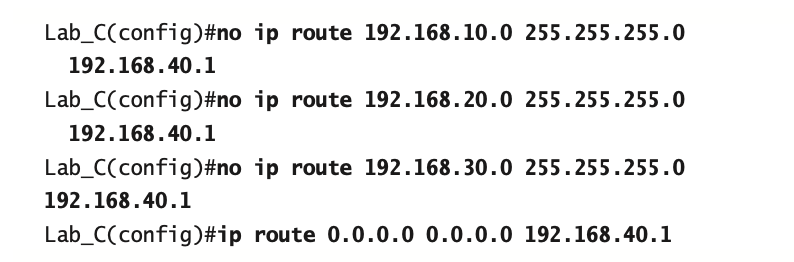 Lab_C(config)#no ip route 192.168.10.0 255.255.255.0
192.168.40.1
Lab_C(config)#no ip route 192.168.20.0 255.255.255.0
192.168.40.1
Lab_C(config)#no ip route 192.168.30.0 255.255.255.0
192.168.40.1
Lab_C(config)#ip route 0.0.0.0 0.0.0.0 192.168.40.1